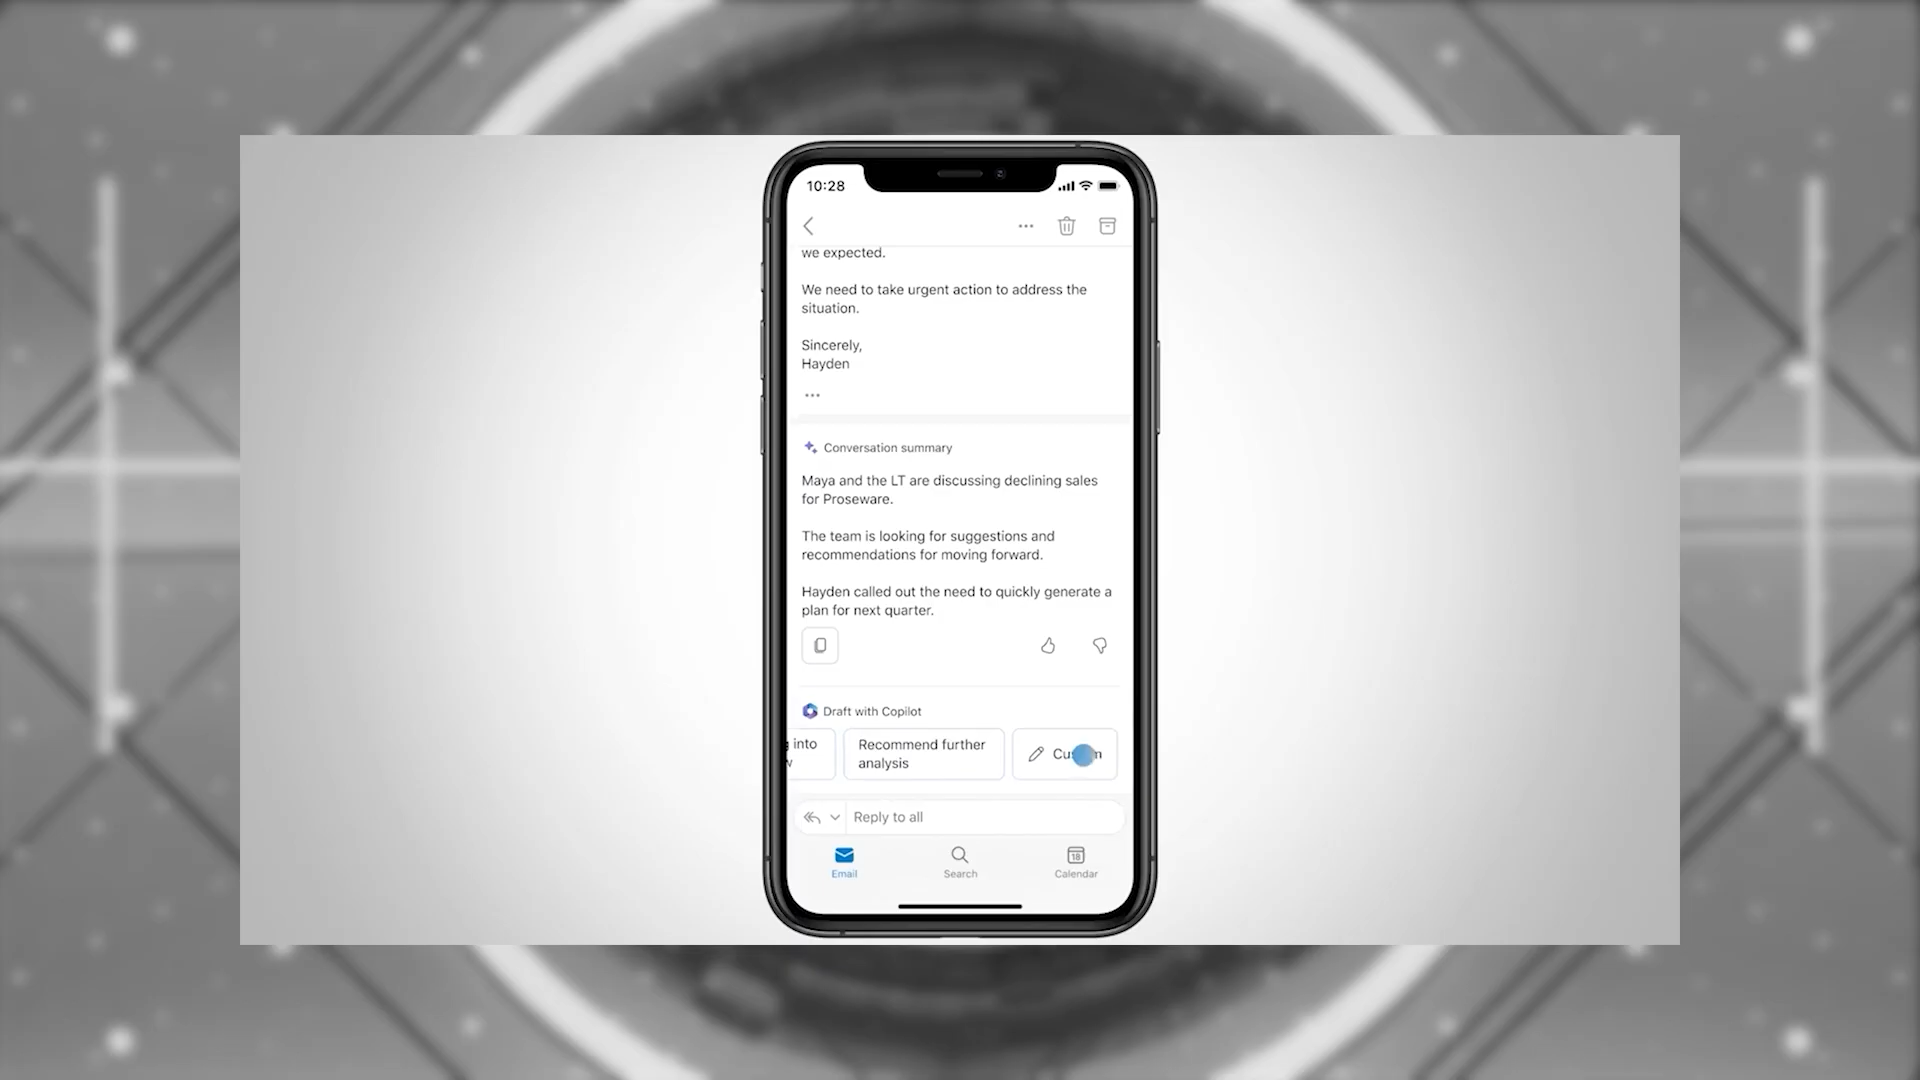 10:28
we expected.
We need to take urgent action to address the
situation.
Sincerely,
Hayden
Conversation summary
Maya and the LT are discussing declining sales
for Proseware.
The team is looking for suggestions and
recommendations for moving forward.
Hayden called out the need to quickly generate a
plan for next quarter.
Draft with Copilot
into
Recommend further
analysis
Reply to all
Email
Search
18
Calendar